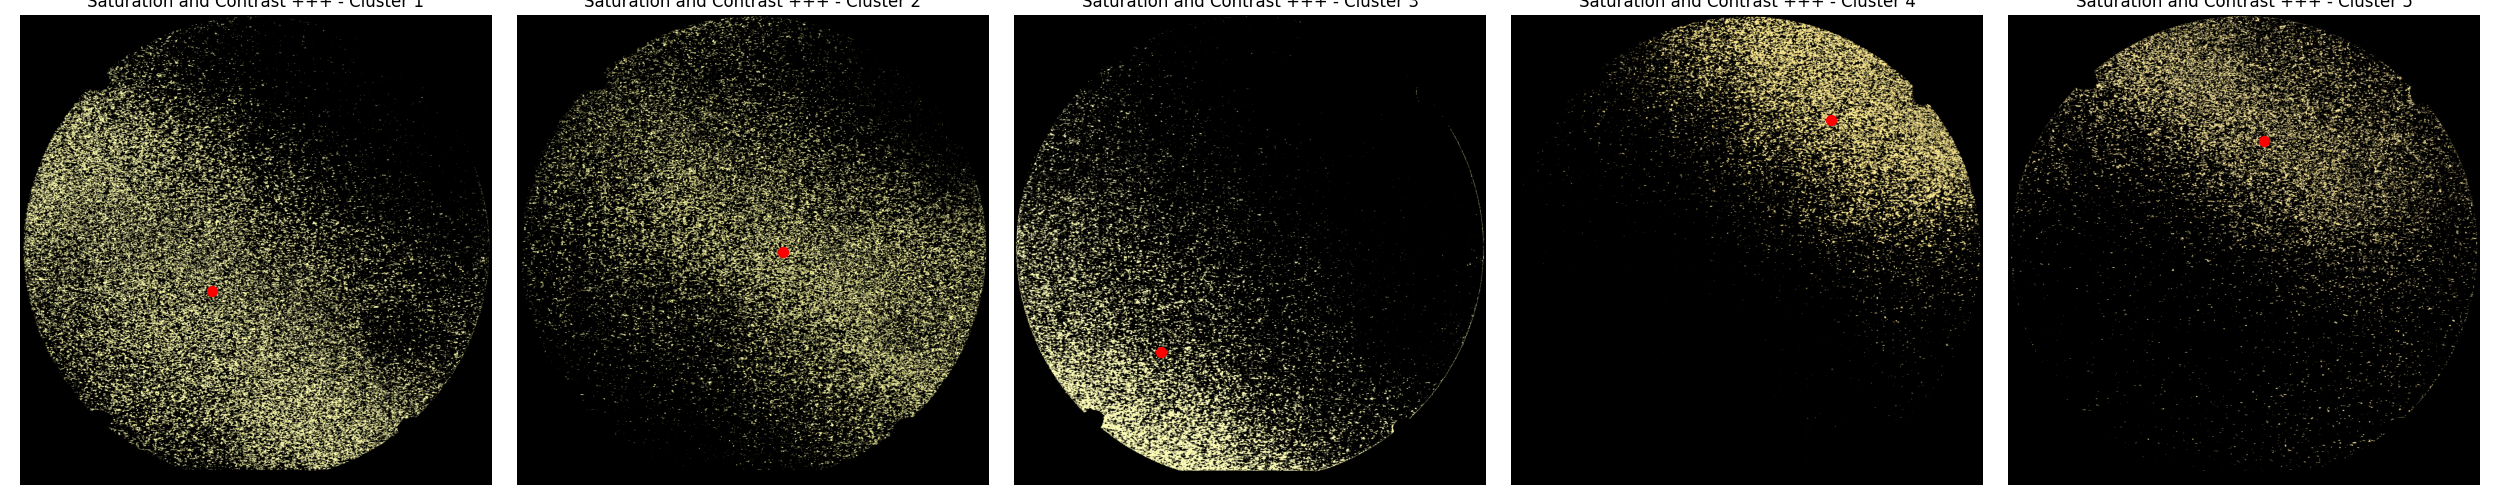 Saturation and Contrast +++ - Cluster 1
Saturation and Contrast +++ - Cluster 2
Saturation and Contrast +++ - Cluster 3
Saturation and Contrast +++ - Cluster 4
Saturation and Contrast +++ - Cluster 5